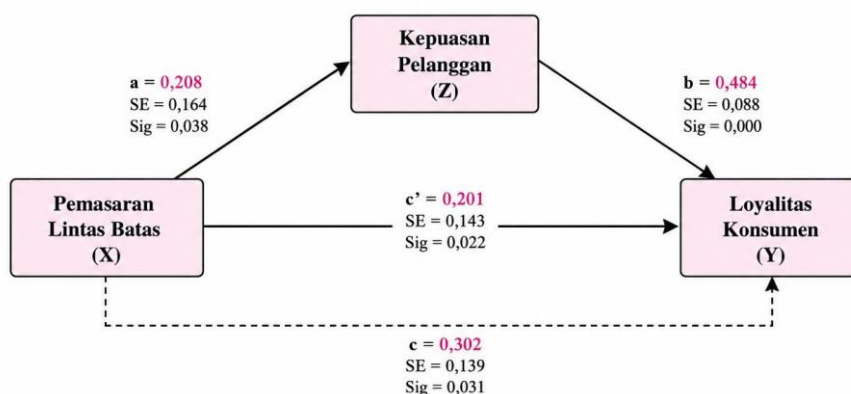 Kepuasan
Pelanggan
(Z)
a = 0,208
SE = 0,164
Sig = 0,038
b = 0,484
SE = 0,088
Sig = 0,000
Pemasaran
Lintas Batas
(X)
c’ = 0,201
SE = 0,143
Sig = 0,022
Loyalitas
Konsumen
(Y)
c = 0,302
SE = 0,139
Sig = 0,031